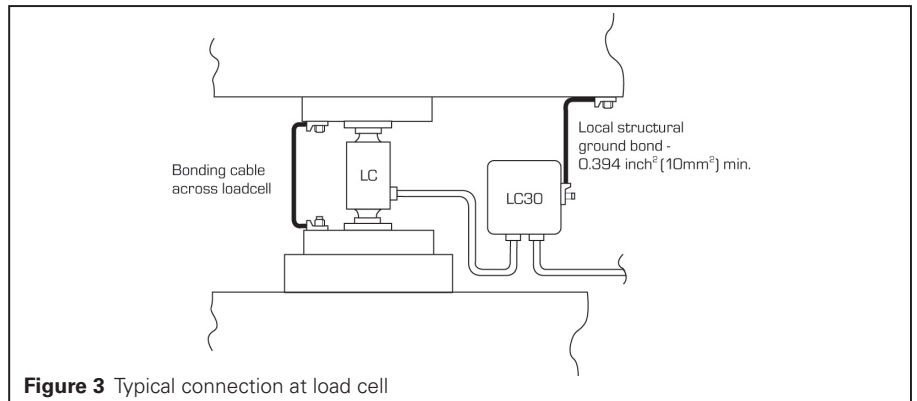 Bonding cable
across loadcell
LC
LC30
Local structural
ground bond -
0.394 inch² (10mm²) min.
Figure 3 Typical connection at load cell